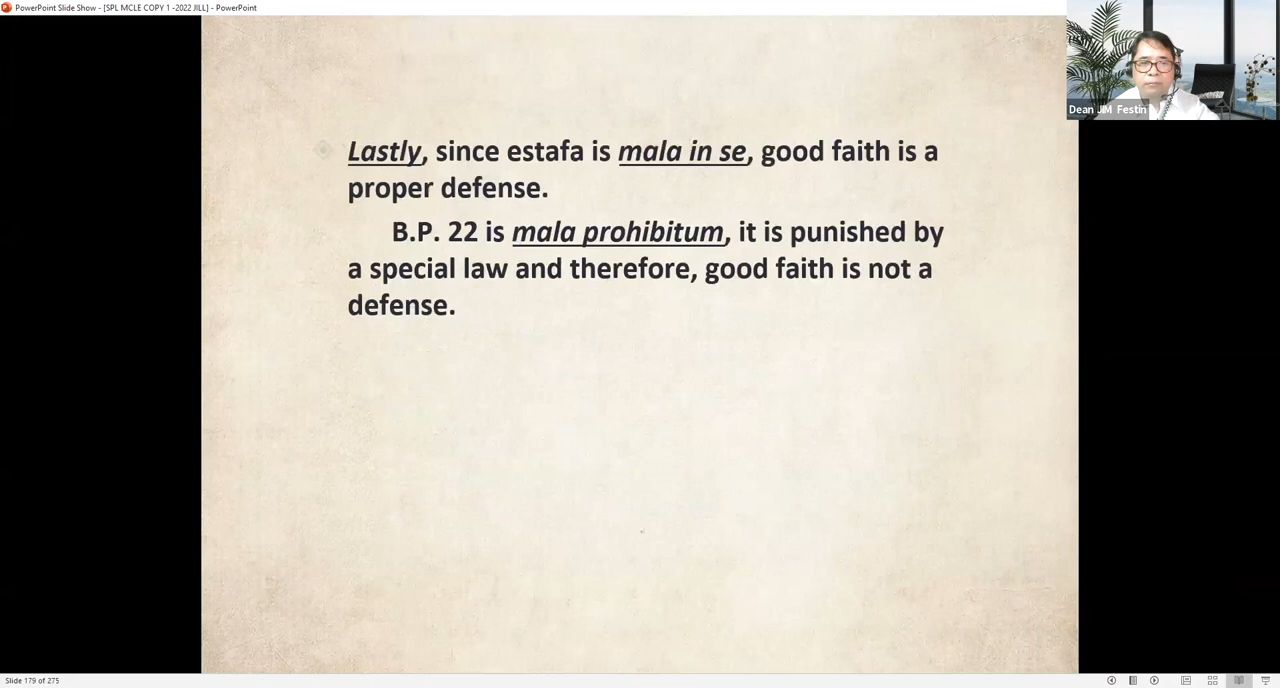 PowerPoint Slide Show - [SPL MCLE COPY 1 -2022 JILL] - PowerPoint
Dean JIM Festin
Lastly, since estafa is mala in se, good faith is a
proper defense.
B.P. 22 is mala prohibitum, it is punished by
a special law and therefore, good faith is not a
defense.
Slide 179 of 275